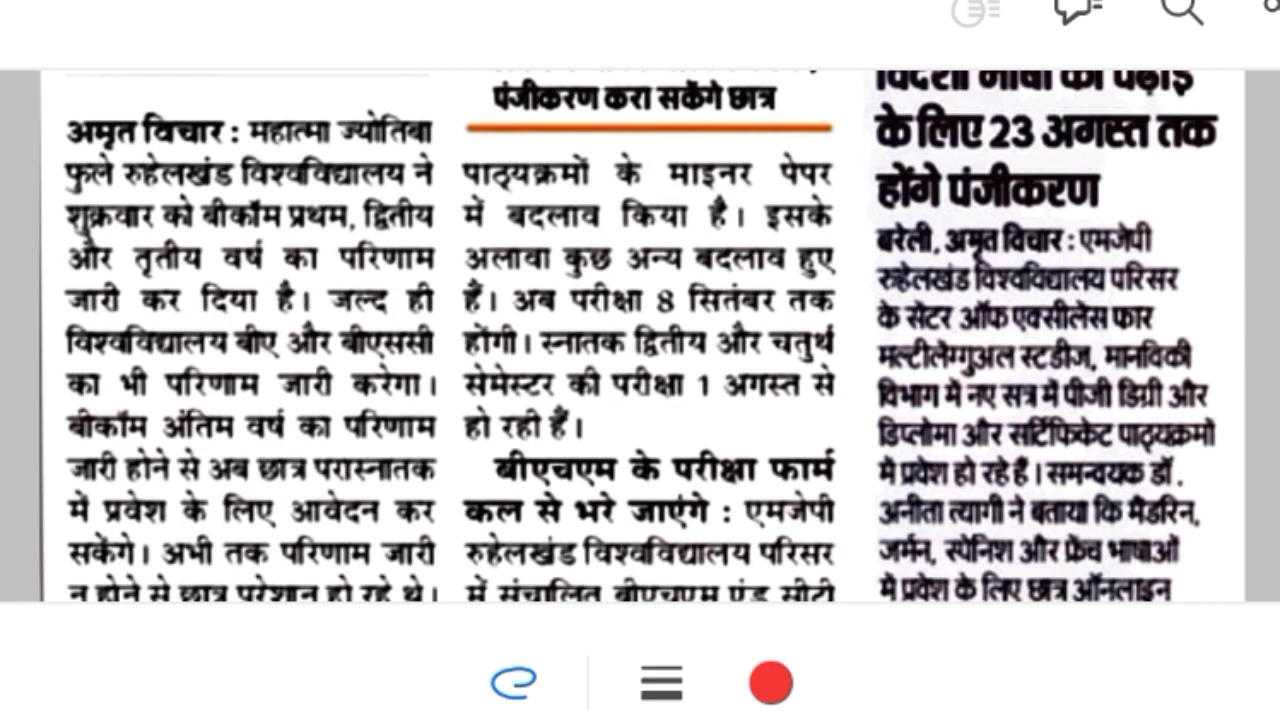 अमृत विचार : महात्मा ज्योतिबा
फुले रुहेलखंड विश्वविद्यालय ने
शुक्रवार को बीकॉम प्रथम, द्वितीय
और तृतीय वर्ष का परिणाम
जारी कर दिया है। जल्द ही
विश्वविद्यालय बीए और बीएससी
का भी परिणाम जारी करेगा।
बीकॉम अंतिम वर्ष का परिणाम
जारी होने से अब छात्र परास्नातक
में प्रवेश के लिए आवेदन कर
सकेंगे। अभी तक परिणाम जारी
न होने से छात्र परेशान हो रहे थे।
पंजीकरण करा सकेंगे छात्र
पाठ्यक्रमों के माइनर पेपर
में बदलाव किया है। इसके
अलावा कुछ अन्य बदलाव हुए
हैं। अब परीक्षा 8 सितंबर तक
होंगी। स्नातक द्वितीय और चतुर्थ
सेमेस्टर की परीक्षा 1 अगस्त से
हो रही हैं।
बीएचएम के परीक्षा फार्म
कल से भरे जाएंगे : एमजेपी
रुहेलखंड विश्वविद्यालय परिसर
में संचालित बीएचएम एंड सीटी
विदेशी भाषा की पढ़ाई
के लिए 23 अगस्त तक
होंगे पंजीकरण
बरेली, अमृत विचार : एमजेपी
रुहेलखंड विश्वविद्यालय परिसर
के सेंटर ऑफ एक्सीलेंस फार
मल्टीलेंग्गुअल स्टडीज, मानविकी
विभाग में नए सत्र में पीजी डिग्री और
डिप्लोमा और सर्टिफिकेट पाठ्यक्रमों
में प्रवेश हो रहे हैं। समन्वयक डॉ.
अनीता त्यागी ने बताया कि मैंडरिन,
जर्मन, स्पेनिश और फ्रेंच भाषाओं
में प्रवेश के लिए छात्र ऑनलाइन